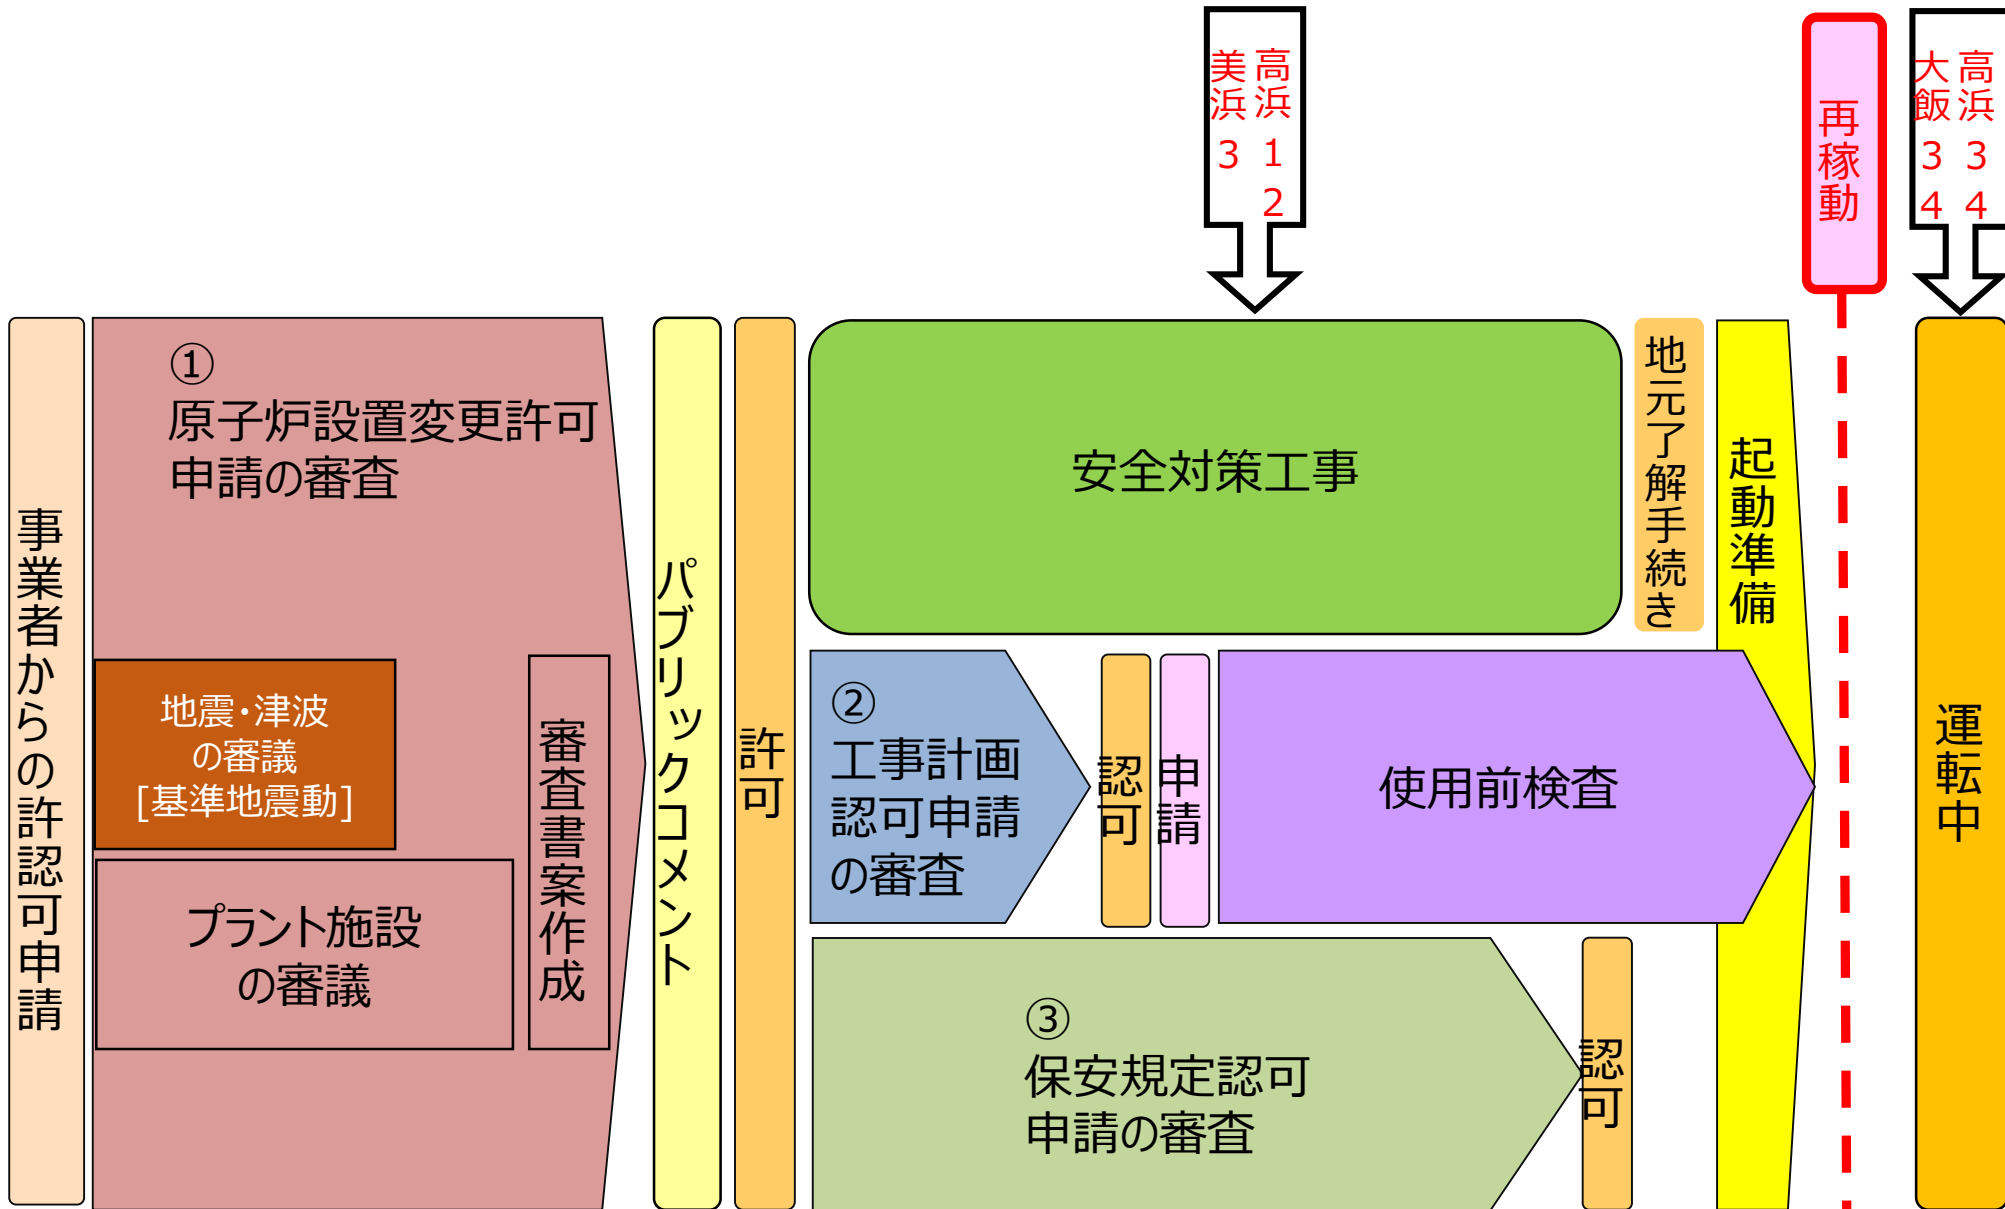 高浜１２
美浜３
再稼動
高浜３４
大飯３４
事業者からの許認可申請
①
原子炉設置変更許可
申請の審査
地震・津波
の審議
[基準地震動]
プラント施設
の審議
審査書案作成
パブリックコメント
許可
安全対策工事
地元了解手続き
起動準備
②
工事計画
認可申請
の審査
認可
申請
使用前検査
③
保安規定認可
申請の審査
認可
運転中